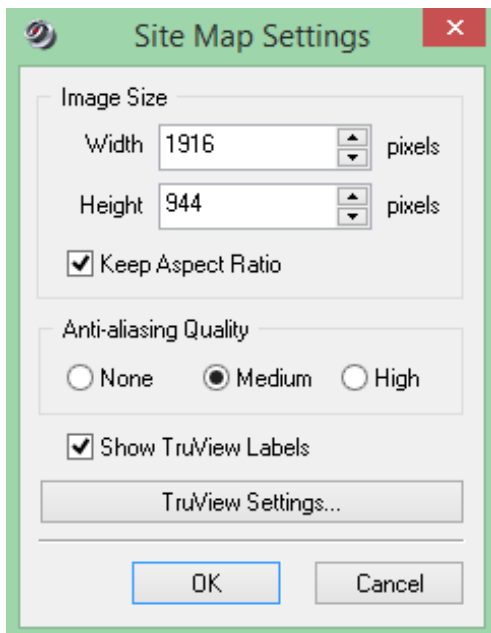 Site Map Settings
Image Size
Width 1916 pixels
Height 944 pixels
Keep Aspect Ratio
Anti-aliasing Quality
None Medium High
Show TruView Labels
TruView Settings...
OK Cancel